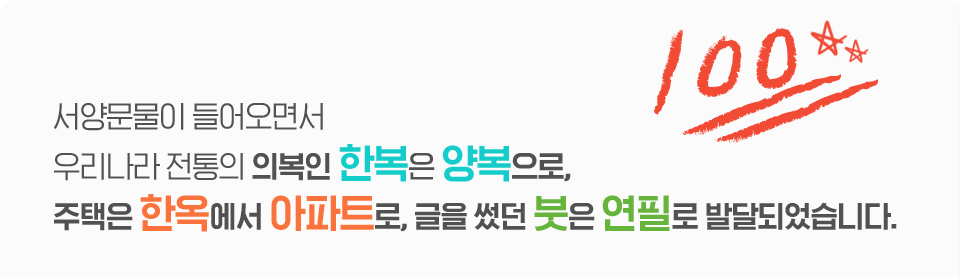 100
서양문물이 들어오면서
우리나라 전통의 의복인 한복은 양복으로,
주택은 한옥에서 아파트로, 글을 썼던 붓은 연필로 발달되었습니다.